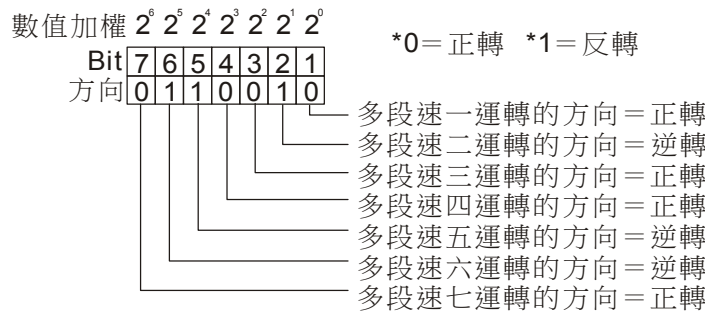 數值加權 2⁶ 2⁵ 2⁴ 2³ 2² 2¹ 2⁰
*0＝正轉 *1＝反轉
Bit 7 6 5 4 3 2 1
方向 0 1 1 0 0 1 0
多段速一運轉的方向＝正轉
多段速二運轉的方向＝逆轉
多段速三運轉的方向＝正轉
多段速四運轉的方向＝正轉
多段速五運轉的方向＝逆轉
多段速六運轉的方向＝逆轉
多段速七運轉的方向＝正轉